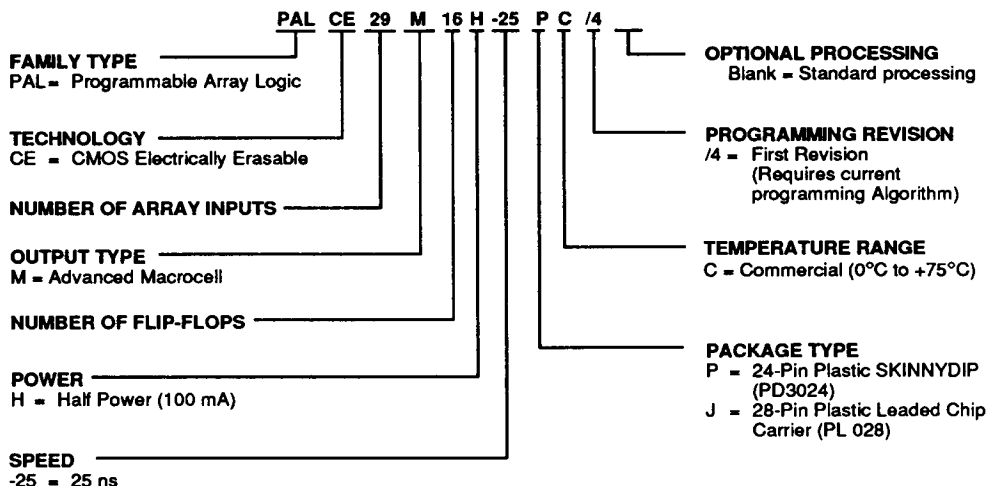 PAL CE 29 M 16 H -25 P C /4
FAMILY TYPE
PAL = Programmable Array Logic
TECHNOLOGY
CE = CMOS Electrically Erasable
NUMBER OF ARRAY INPUTS
OUTPUT TYPE
M = Advanced Macrocell
NUMBER OF FLIP-FLOPS
POWER
H = Half Power (100 mA)
SPEED
-25 = 25 ns
OPTIONAL PROCESSING
Blank = Standard processing
PROGRAMMING REVISION
/4 = First Revision
(Requires current
programming Algorithm)
TEMPERATURE RANGE
C = Commercial (0°C to +75°C)
PACKAGE TYPE
P = 24-Pin Plastic SKINNYDIP
(PD3024)
J = 28-Pin Plastic Leaded Chip
Carrier (PL 028)